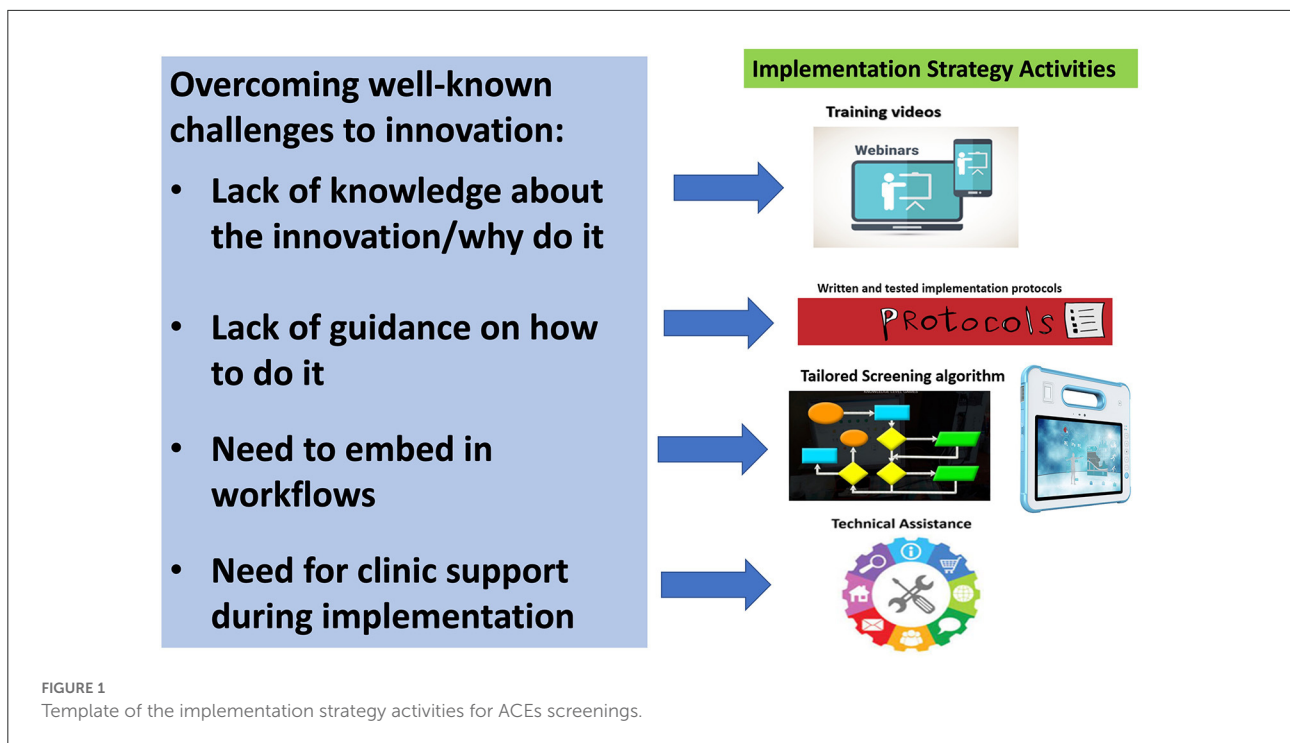 Overcoming well-known
challenges to innovation:
• Lack of knowledge about
the innovation/why do it
• Lack of guidance on how
to do it
• Need to embed in
workflows
• Need for clinic support
during implementation
Implementation Strategy Activities
Training videos
Webinars
Written and tested implementation protocols
PRotocols
Tailored Screening algorithm
Technical Assistance
FIGURE 1
Template of the implementation strategy activities for ACEs screenings.